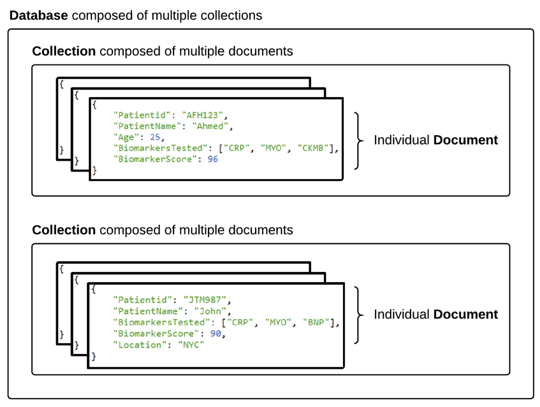 Database composed of multiple collections
Collection composed of multiple documents
{
{
{
"Patientid": "AFH123",
"PatientName": "Ahmed",
"Age": 25,
"BiomarkersTested": ["CRP", "MYO", "CKMB"],
"BiomarkerScore": 96
}
}
}
Individual Document
Collection composed of multiple documents
{
{
{
"Patientid": "JTM987",
"PatientName": "John",
"BiomarkersTested": ["CRP", "MYO", "BNP"],
"BiomarkerScore": 90,
"Location": "NYC"
}
}
}
Individual Document